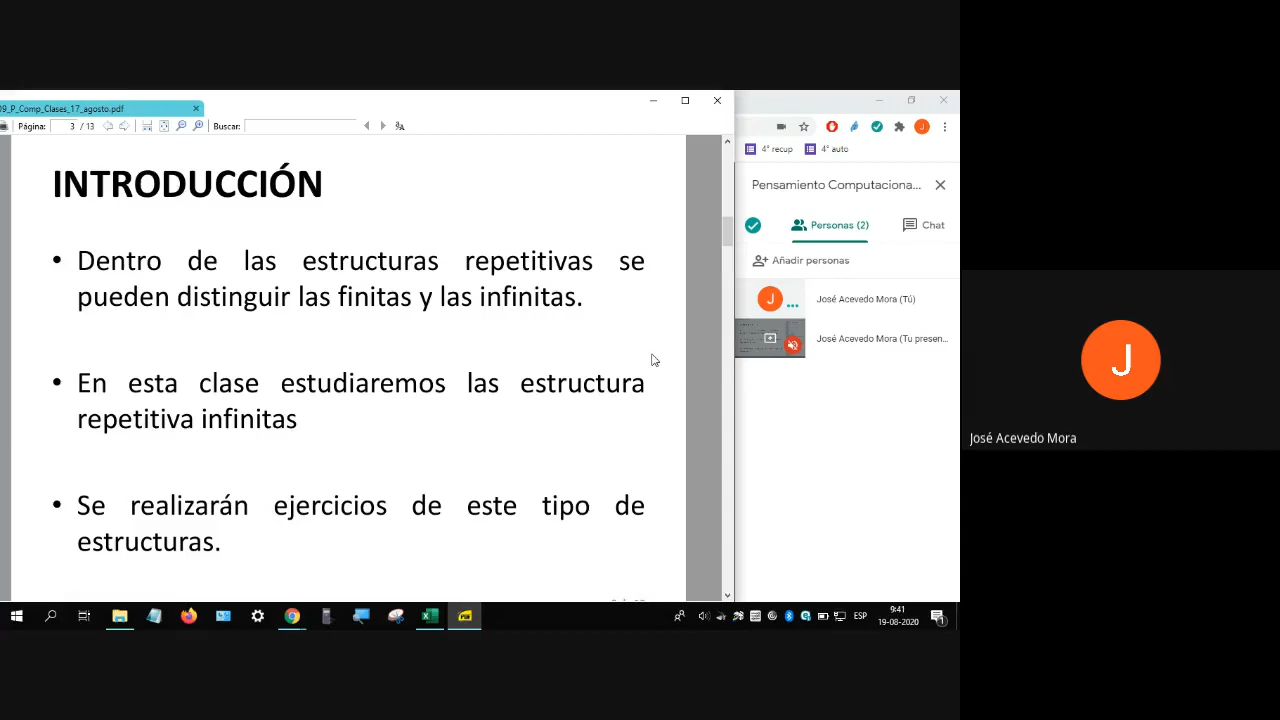 09_P_Comp_Clases_17_agosto.pdf
Página: 3 / 13 Buscar:
INTRODUCCIÓN
• Dentro de las estructuras repetitivas se
pueden distinguir las finitas y las infinitas.
• En esta clase estudiaremos las estructura
repetitiva infinitas
• Se realizarán ejercicios de este tipo de
estructuras.
J
4° recup 4° auto
Pensamiento Computaciona...
Personas (2) Chat
Añadir personas
J José Acevedo Mora (Tú)
José Acevedo Mora (Tu presen...
ESP
9:41
19-08-2020
1
J
José Acevedo Mora